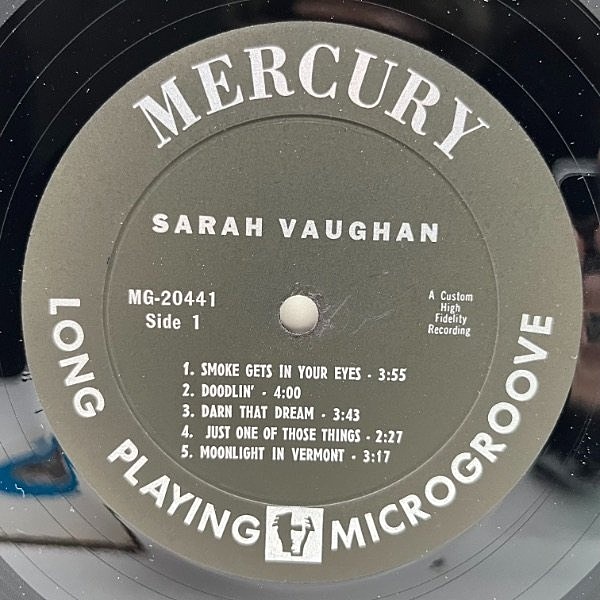 MERCURY
SARAH VAUGHAN
MG-20441
Side 1
A Custom
High
Fidelity
Recording
1. SMOKE GETS IN YOUR EYES - 3:55
2. DOODLIN' - 4:00
3. DARN THAT DREAM - 3:43
4. JUST ONE OF THOSE THINGS - 2:27
5. MOONLIGHT IN VERMONT - 3:17
LONG PLAYING MICROGROOVE